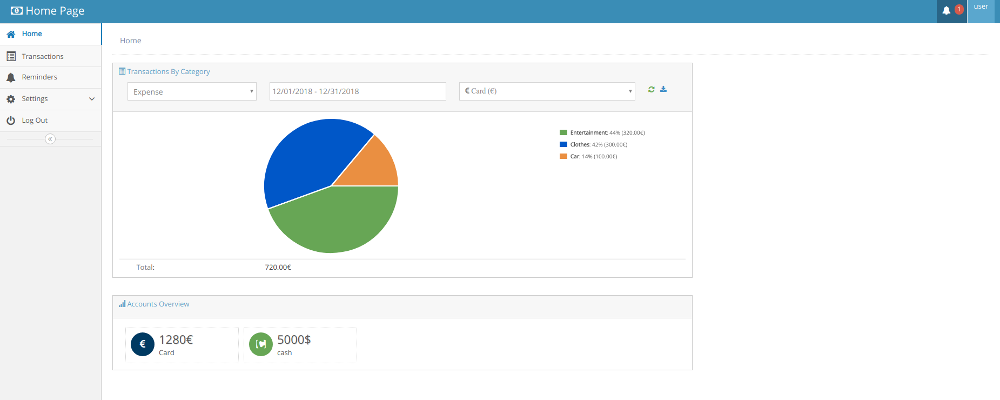 Home Page
1
user
Home
Transactions
Reminders
Settings
Log Out
Home
Transactions By Category
Expense
12/01/2018 - 12/31/2018
€ Card (€)
Entertainment: 44% (320.00€)
Clothes: 42% (300.00€)
Car: 14% (100.00€)
Total: 720.00€
Accounts Overview
€ 1280€
Card
5000$
cash